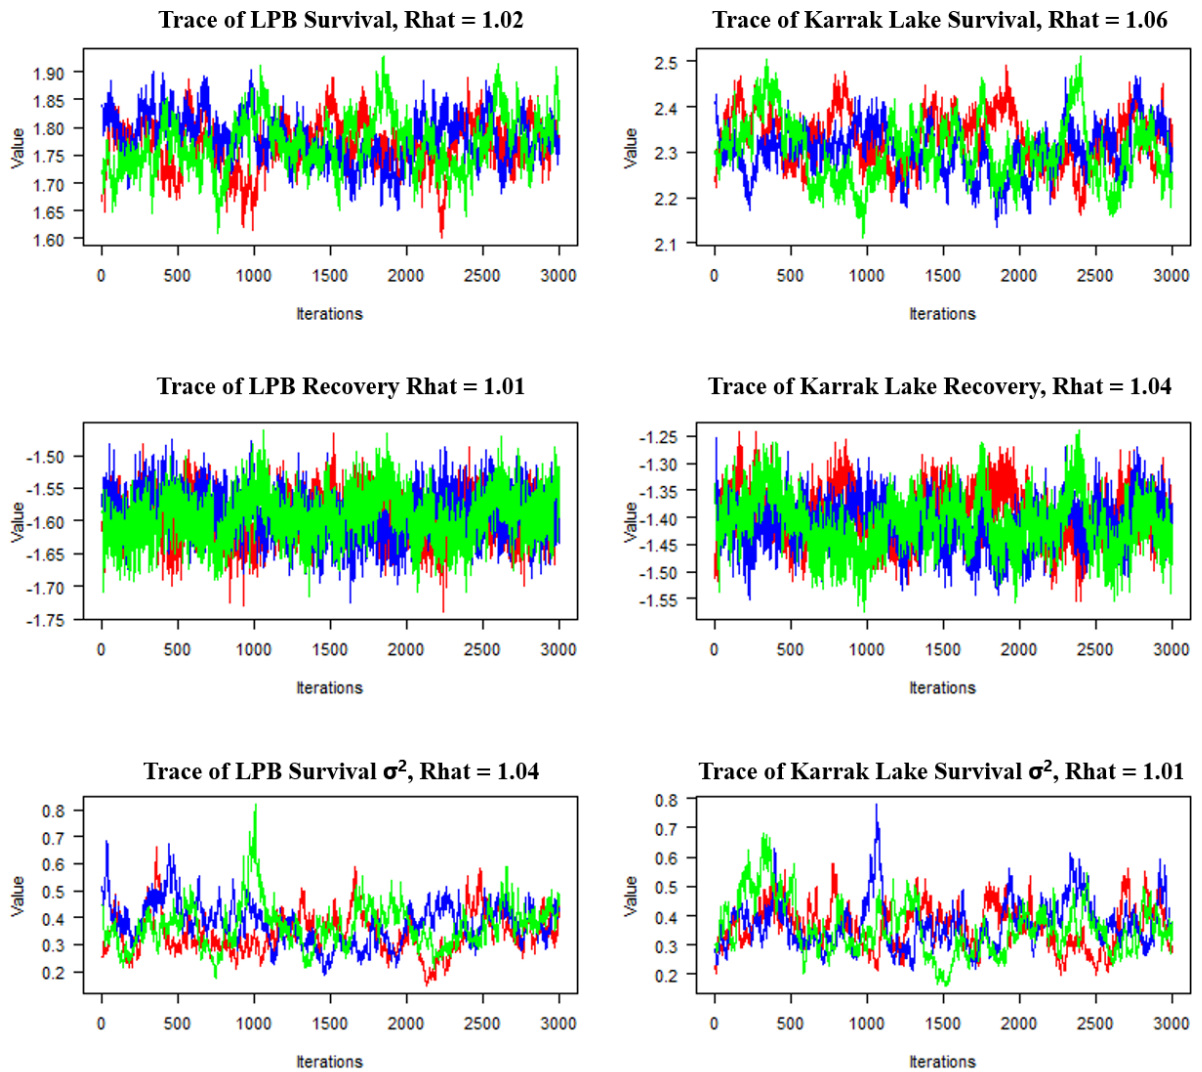 Trace of LPB Survival, Rhat = 1.02
Trace of Karrak Lake Survival, Rhat = 1.06
Value
1.90
1.85
1.80
1.75
1.70
1.65
1.60
0 500 1000 1500 2000 2500 3000
Iterations
Value
2.5
2.4
2.3
2.2
2.1
0 500 1000 1500 2000 2500 3000
Iterations
Trace of LPB Recovery Rhat = 1.01
Trace of Karrak Lake Recovery, Rhat = 1.04
Value
-1.50
-1.55
-1.60
-1.65
-1.70
-1.75
0 500 1000 1500 2000 2500 3000
Iterations
Value
-1.25
-1.30
-1.35
-1.40
-1.45
-1.50
-1.55
0 500 1000 1500 2000 2500 3000
Iterations
Trace of LPB Survival σ², Rhat = 1.04
Trace of Karrak Lake Survival σ², Rhat = 1.01
Value
0.8
0.7
0.6
0.5
0.4
0.3
0.2
0 500 1000 1500 2000 2500 3000
Iterations
Value
0.8
0.7
0.6
0.5
0.4
0.3
0.2
0 500 1000 1500 2000 2500 3000
Iterations